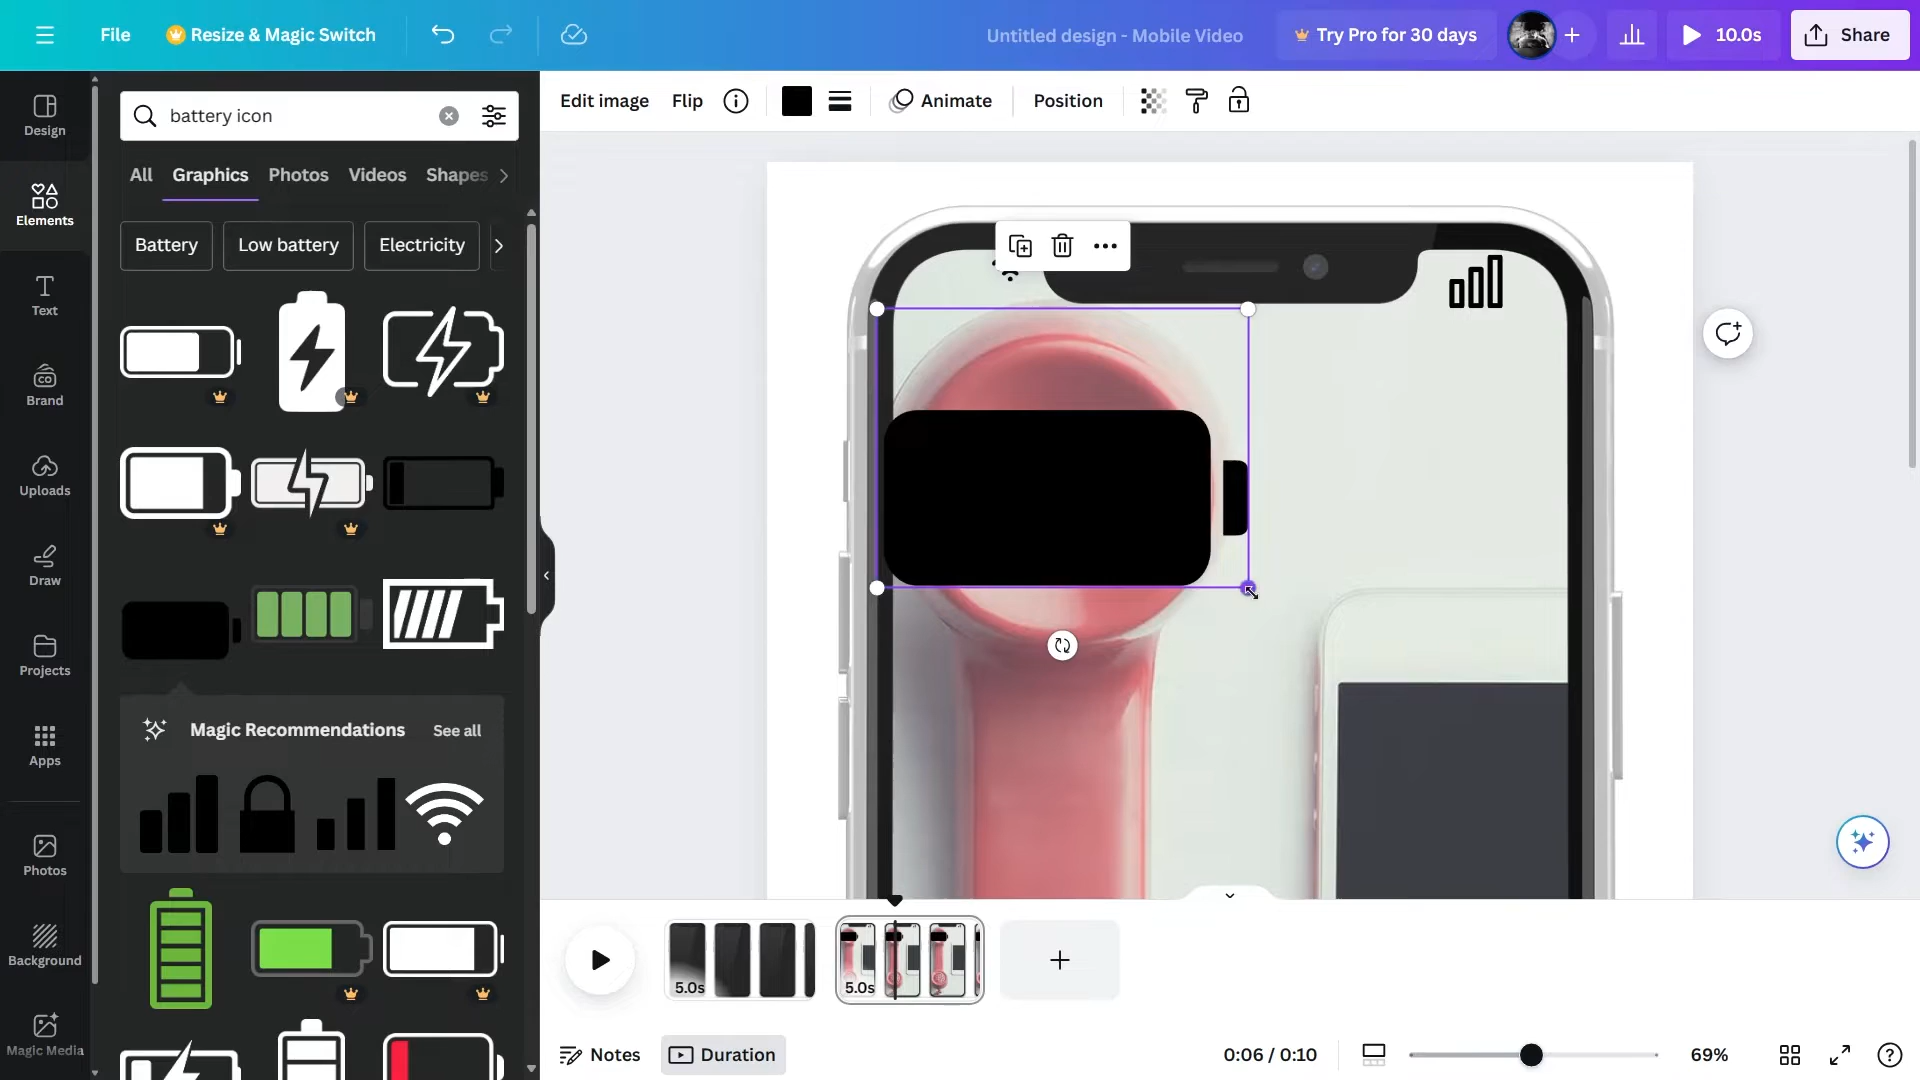 File
Resize & Magic Switch
Untitled design - Mobile Video
Try Pro for 30 days
10.0s
Share
Design
Elements
Text
Brand
Uploads
Draw
Projects
Apps
Photos
Background
Magic Media
battery icon
All
Graphics
Photos
Videos
Shapes
Battery
Low battery
Electricity
Magic Recommendations
See all
Edit image
Flip
Animate
Position
5.0s
5.0s
Notes
Duration
0:06 / 0:10
69%